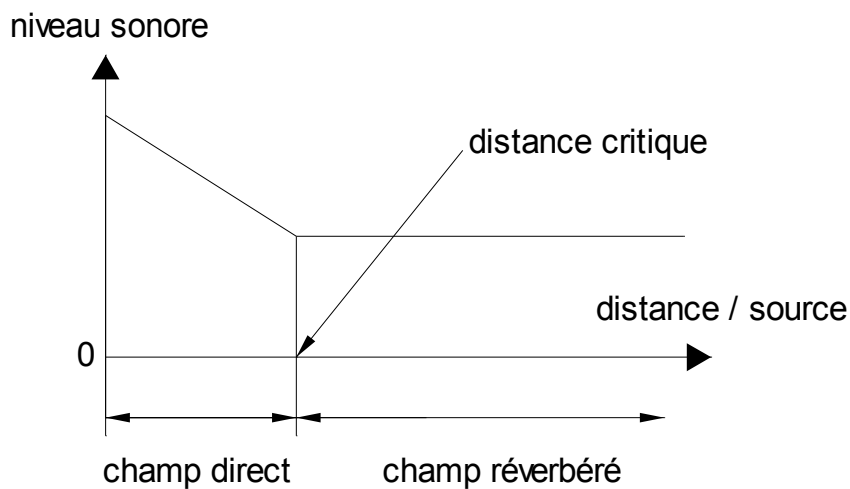 niveau sonore
distance critique
distance / source
0
champ direct
champ réverbéré